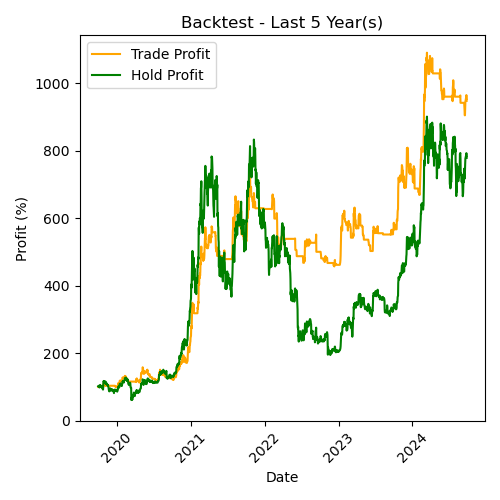 Backtest - Last 5 Year(s)
Trade Profit
Hold Profit
Profit (%)
1000
800
600
400
200
0
2020
2021
2022
2023
2024
Date